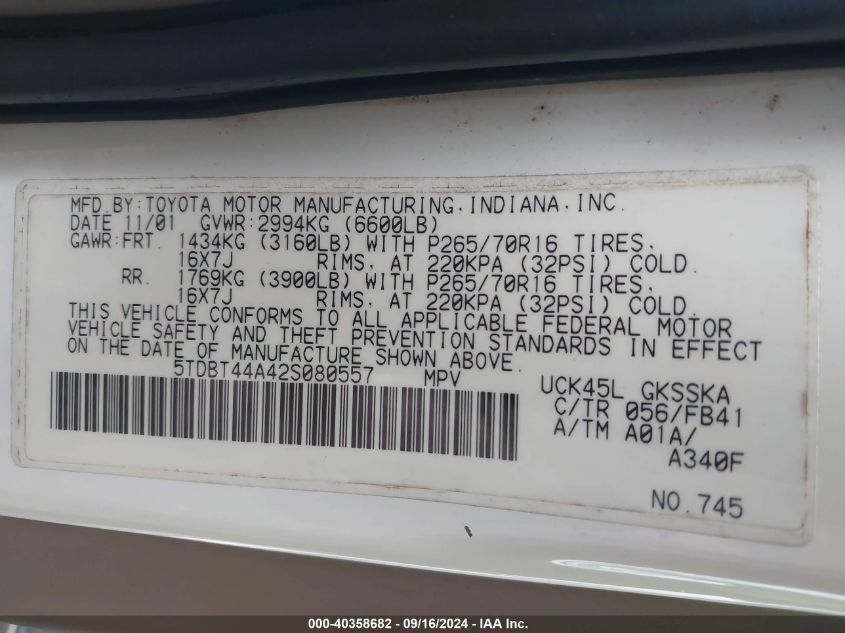 MFD. BY: TOYOTA MOTOR MANUFACTURING, INDIANA, INC.
DATE 11/01 GVWR: 2994KG (6600LB)
GAWR: FRT. 1434KG (3160LB) WITH P265/70R16 TIRES,
16X7J RIMS, AT 220KPA (32PSI) COLD.
RR. 1769KG (3900LB) WITH P265/70R16 TIRES,
16X7J RIMS, AT 220KPA (32PSI) COLD.
THIS VEHICLE CONFORMS TO ALL APPLICABLE FEDERAL MOTOR
VEHICLE SAFETY AND THEFT PREVENTION STANDARDS IN EFFECT
ON THE DATE OF MANUFACTURE SHOWN ABOVE.
5TDBT44A42S080557 MPV
UCK45L GKSSKA
C/TR 056/FB41
A/TM A01A/
A340F
NO. 745
000-40358682 - 09/16/2024 - IAA Inc.